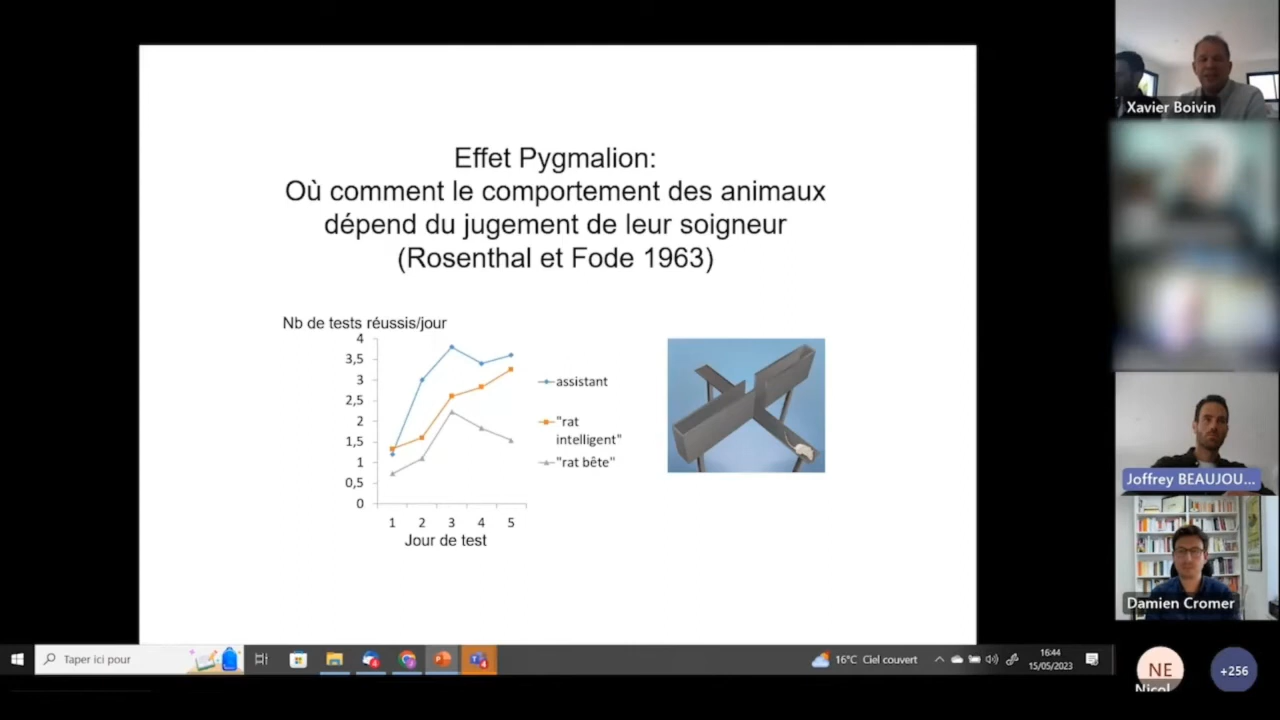 Effet Pygmalion:
Où comment le comportement des animaux
dépend du jugement de leur soigneur
(Rosenthal et Fode 1963)
Nb de tests réussis/jour
4
3,5
3
2,5
2
1,5
1
0,5
0
1 2 3 4 5
Jour de test
assistant
"rat
intelligent"
"rat bête"
Xavier Boivin
Joffrey BEAUJOU...
Damien Cromer
NE
Nicol
+256
Taper ici pour
4
16°C Ciel couvert
16:44
15/05/2023